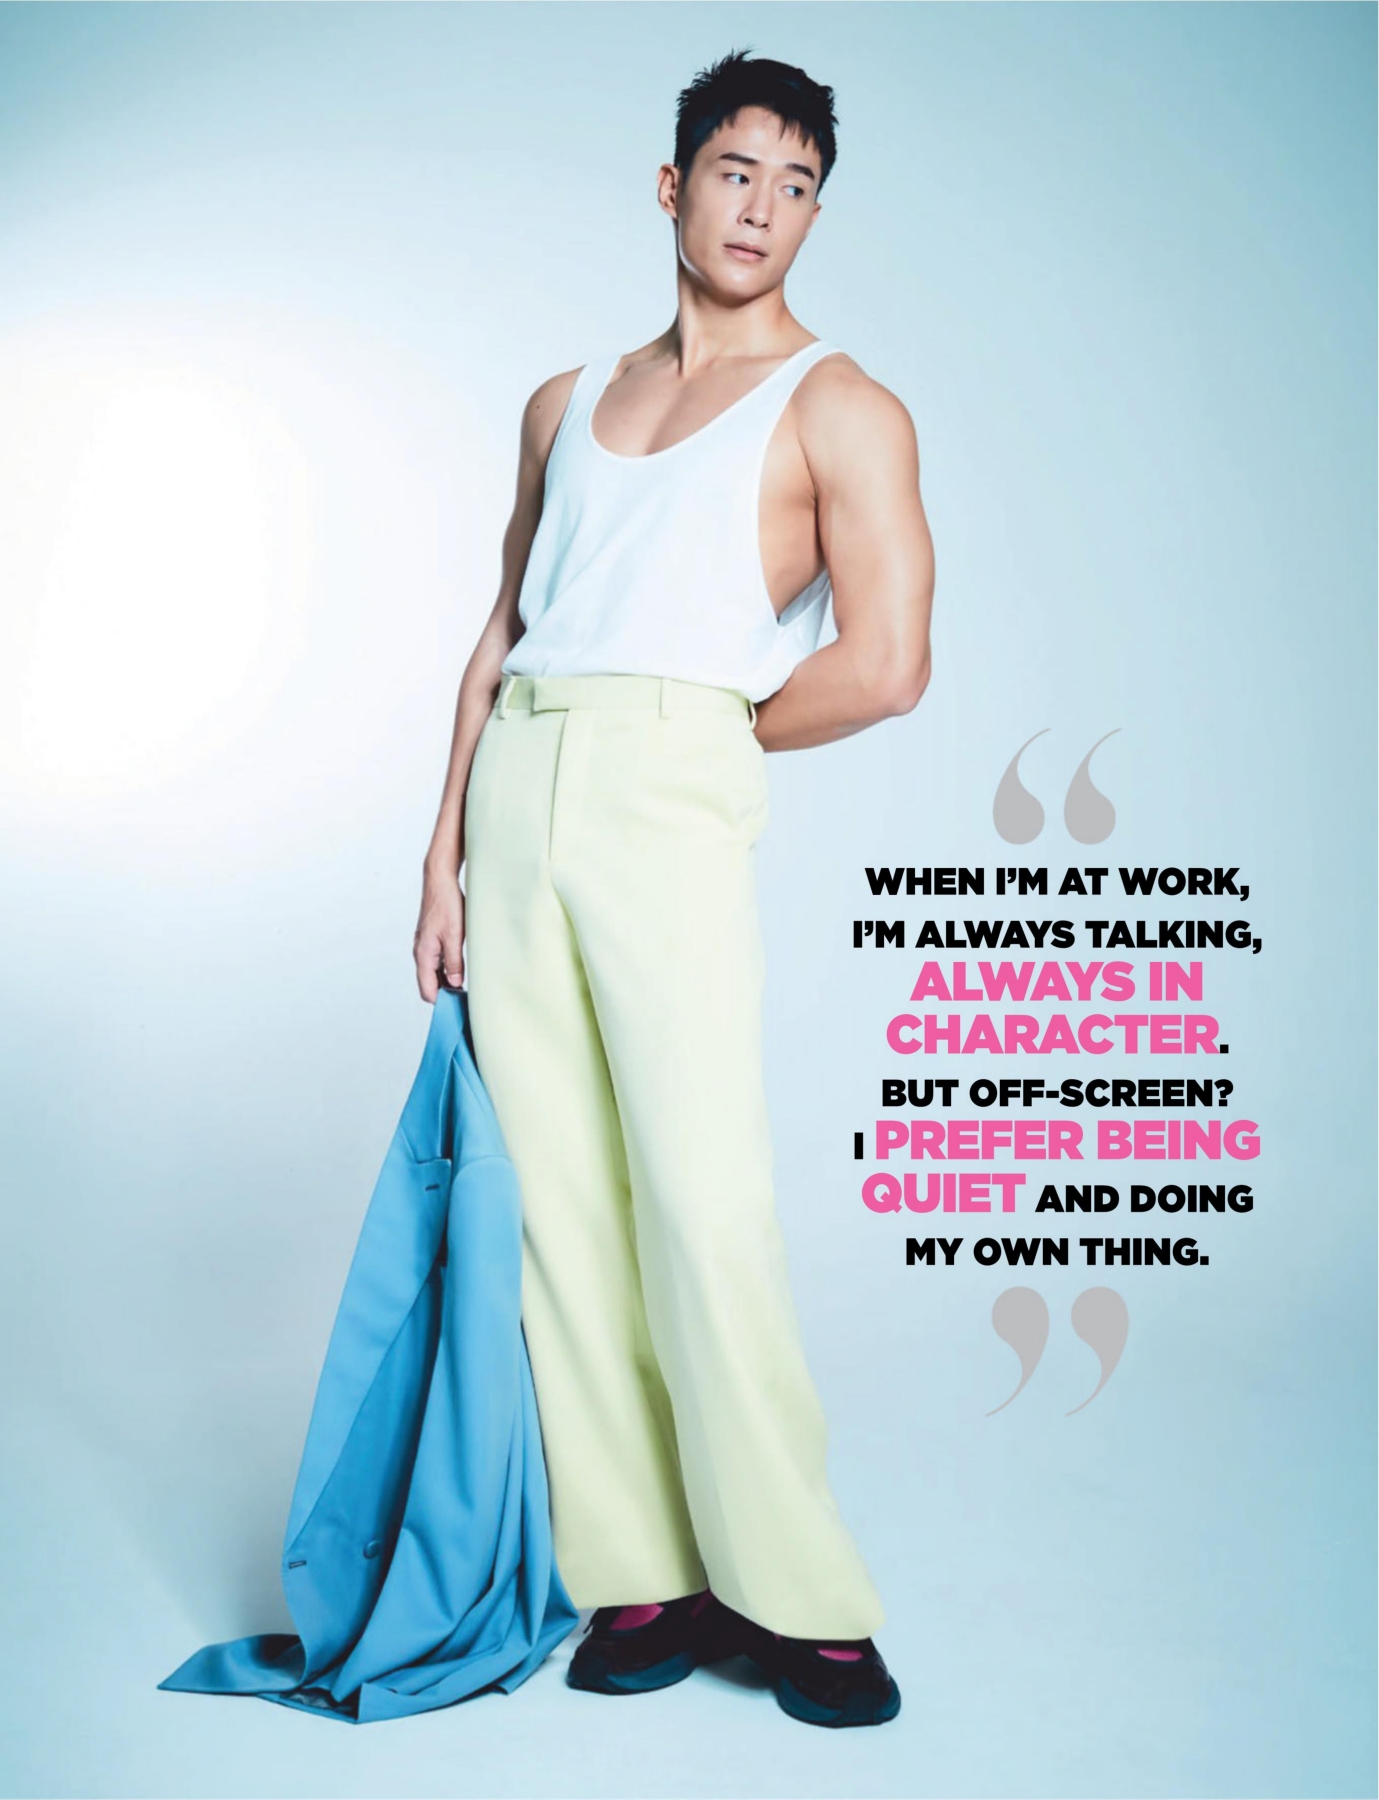 “
WHEN I’M AT WORK,
I’M ALWAYS TALKING,
ALWAYS IN
CHARACTER.
BUT OFF-SCREEN?
I PREFER BEING
QUIET AND DOING
MY OWN THING.
”